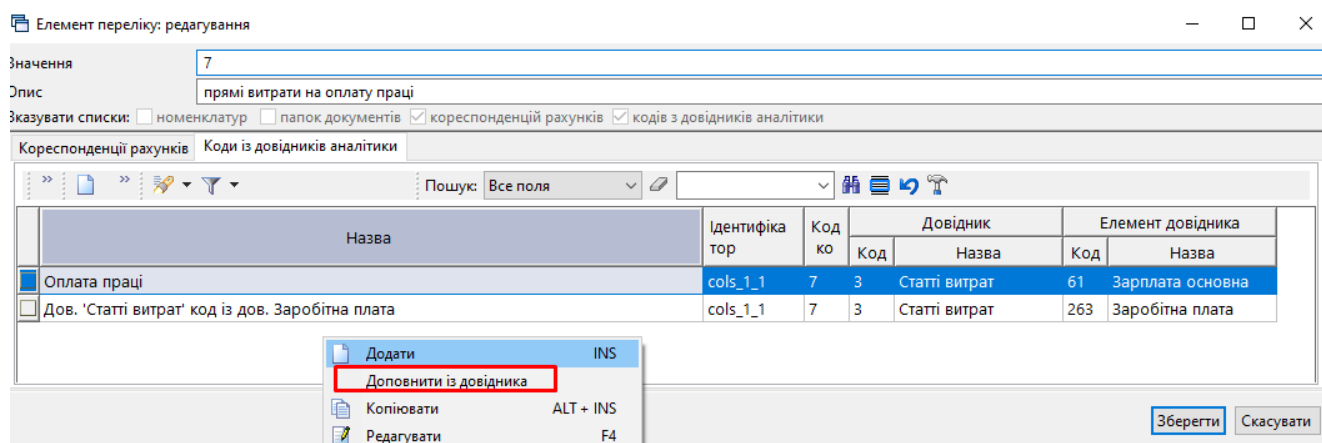 Елемент переліку: редагування
Значення 7
Опис прямі витрати на оплату праці
Вказувати списки: номенклатур папок документів кореспонденцій рахунків кодів з довідників аналітики
Кореспонденції рахунків Коди із довідників аналітики
Пошук: Все поля
Назва Ідентифіка тор Код ко Довідник Елемент довідника
Код Назва Код Назва
Оплата праці cols_1_1 7 3 Статті витрат 61 Зарплата основна
Дов. 'Статті витрат' код із дов. Заробітна плата cols_1_1 7 3 Статті витрат 263 Заробітна плата
Додати INS
Доповнити із довідника
Копіювати ALT + INS
Редагувати F4
Зберегти Скасувати